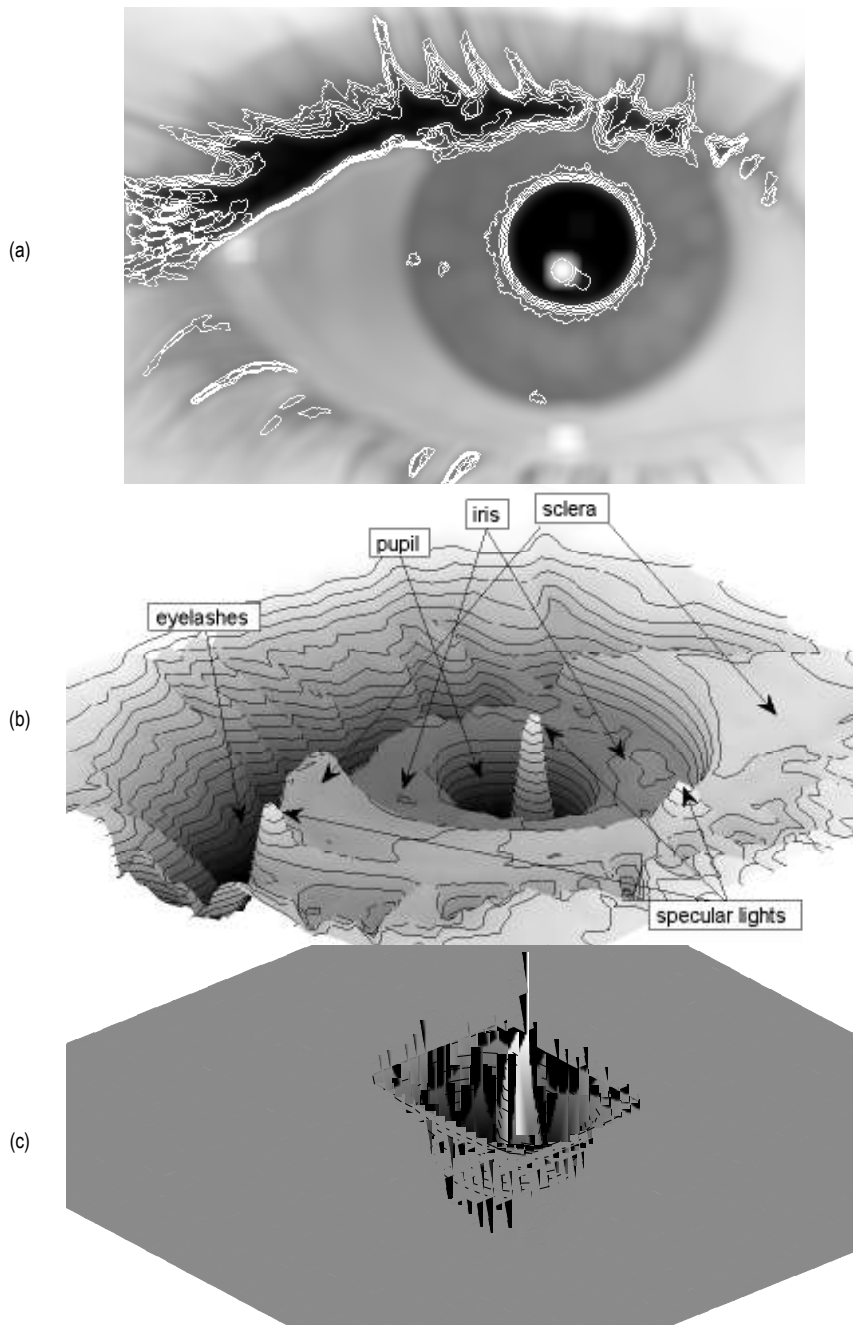 (a)
iris
sclera
pupil
eyelashes
(b)
specular lights
(c)